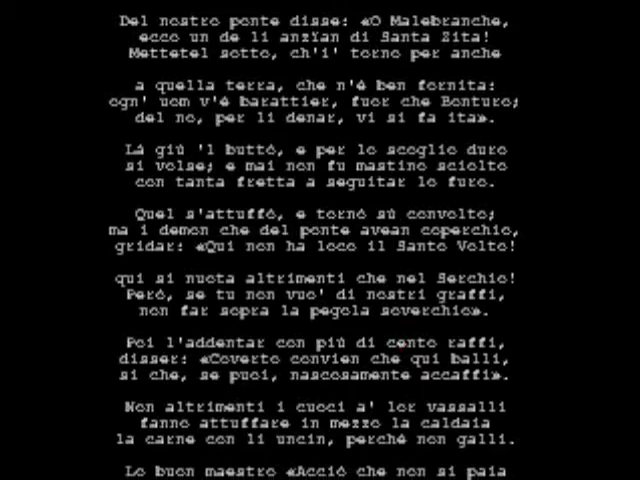 Del nostro ponte disse: «O Malebranche,
ecco un de li anzïan di Santa Zita!
Mettetel sotto, ch'i' torno per anche
a quella terra, che n'è ben fornita:
ogn' uom v'è barattier, fuor che Bonturo;
del no, per li denar, vi si fa ita».
Là giù 'l buttò, e per lo scoglio duro
si volse; e mai non fu mastino sciolto
con tanta fretta a seguitar lo furo.
Quel s'attuffò, e tornò sù convolto;
ma i demon che del ponte avean coperchio,
gridar: «Qui non ha loco il Santo Volto!
qui si nuota altrimenti che nel Serchio!
Però, se tu non vuo' di nostri graffi,
non far sopra la pegola soverchio».
Poi l'addentar con più di cento raffi,
disser: «Coverto convien che qui balli,
sì che, se puoi, nascosamente accaffi».
Non altrimenti i cuoci a' lor vassalli
fanno attuffare in mezzo la caldaia
la carne con li uncin, perché non galli.
Lo buon maestro «Acciò che non si paia